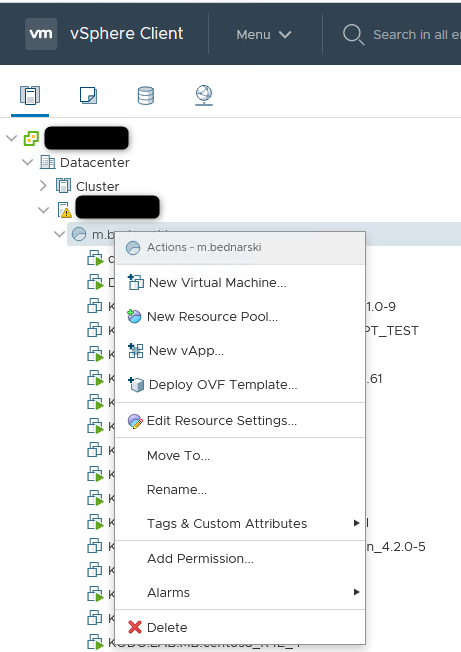 vm vSphere Client Menu Search in all
Datacenter
Cluster
Actions - m.bednarski
New Virtual Machine...
1.0-9
New Resource Pool...
PT_TEST
New vApp...
.61
Deploy OVF Template...
Edit Resource Settings...
Move To...
Rename...
Tags & Custom Attributes
n_4.2.0-5
Add Permission...
Alarms
Delete